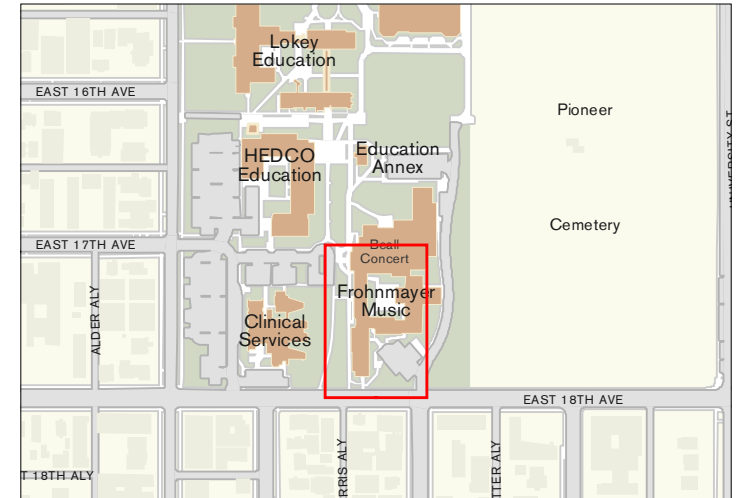 Lokey
Education
EAST 16TH AVE
Pioneer
HEDCO
Education
Education
Annex
Cemetery
EAST 17TH AVE
Beall
Concert
Frohnmayer
Music
Clinical
Services
ALDER ALY
UNIVERSITY ST
EAST 18TH AVE
T 18TH ALY
RRIS ALY
TTER ALY